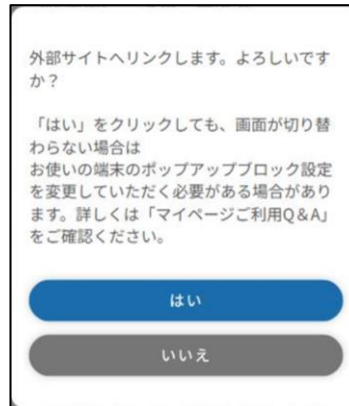 外部サイトへリンクします。よろしいです
か？
「はい」をクリックしても、画面が切り替
わらない場合は
お使いの端末のポップアップブロック設定
を変更していただく必要がある場合があり
ます。詳しくは「マイページご利用Q&A」
をご確認ください。
はい
いいえ